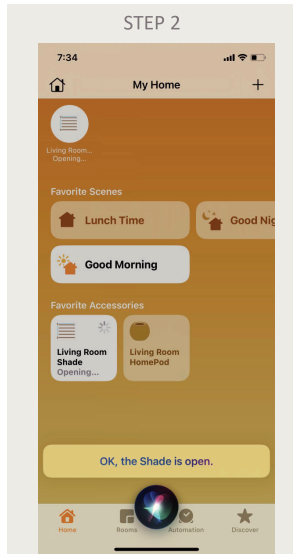 STEP 2
7:34
My Home
Living Room...
Opening...
Favorite Scenes
Lunch Time
Good Nig
Good Morning
Favorite Accessories
Living Room
Shade
Opening...
Living Room
HomePod
OK, the Shade is open.
Home
Rooms
Automation
Discover